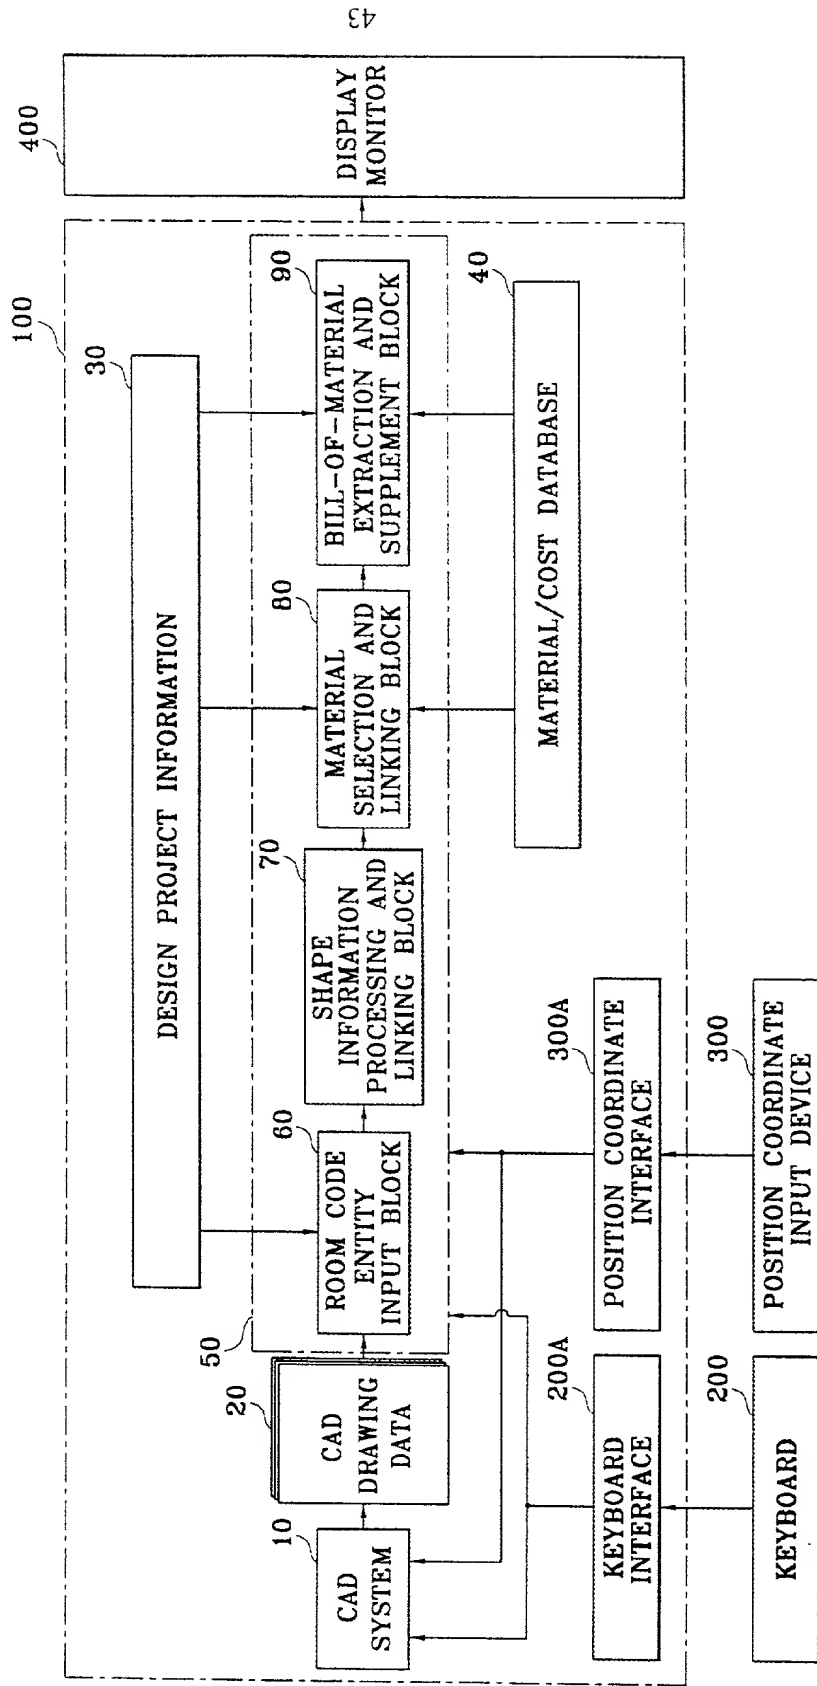 43
100
30
DESIGN PROJECT INFORMATION
400
DISPLAY
MONITOR
10
CAD
SYSTEM
20
CAD
DRAWING
DATA
50
60
ROOM CODE
ENTITY
INPUT BLOCK
70
SHAPE
INFORMATION
PROCESSING AND
LINKING BLOCK
80
MATERIAL
SELECTION AND
LINKING BLOCK
90
BILL-OF-MATERIAL
EXTRACTION AND
SUPPLEMENT BLOCK
40
MATERIAL/COST DATABASE
200A
KEYBOARD
INTERFACE
300A
POSITION COORDINATE
INTERFACE
200
KEYBOARD
300
POSITION COORDINATE
INPUT DEVICE